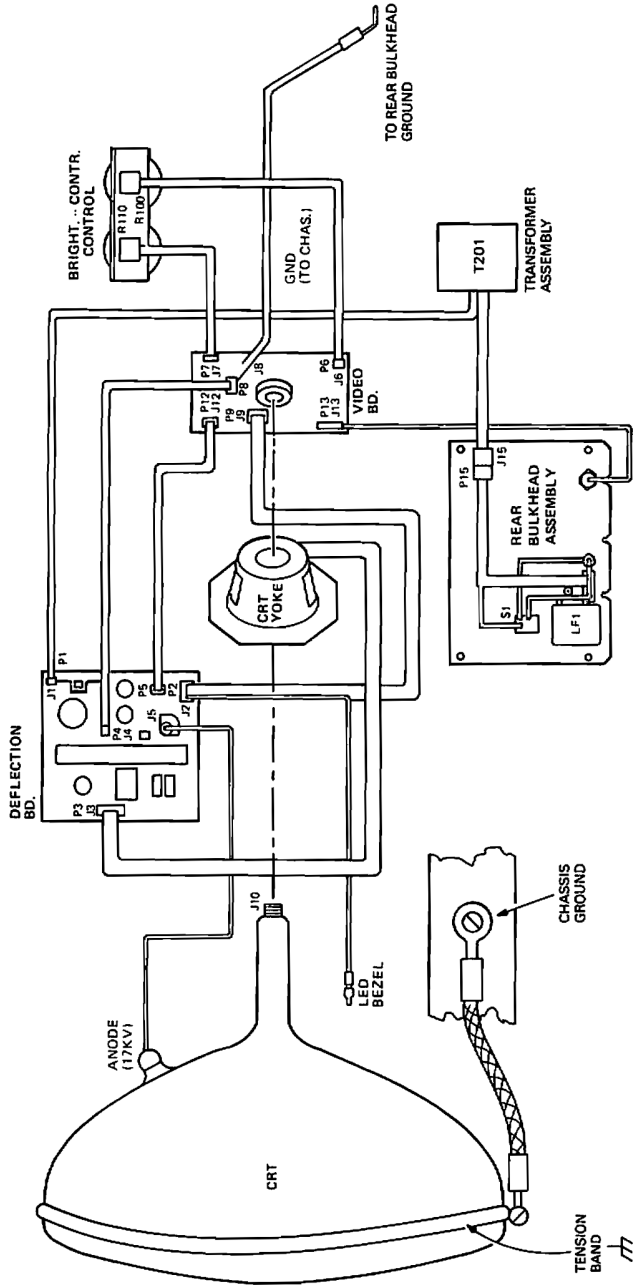 BRIGHT. .. CONTR.
CONTROL
R110
R100
TO REAR BULKHEAD
GROUND
GND
(TO CHAS.)
P7
J7
J8
P8
P12
J12
P9
J9
P6
J6
P13
J13
VIDEO
BD.
T201
TRANSFORMER
ASSEMBLY
P15
J15
REAR
BULKHEAD
ASSEMBLY
S1
LF1
CRT
YOKE
DEFLECTION
BD.
J1
P1
P5
P2
J2
J5
P4
J4
P3
J3
J10
LED
BEZEL
ANODE
(17KV)
CRT
CHASSIS
GROUND
TENSION
BAND